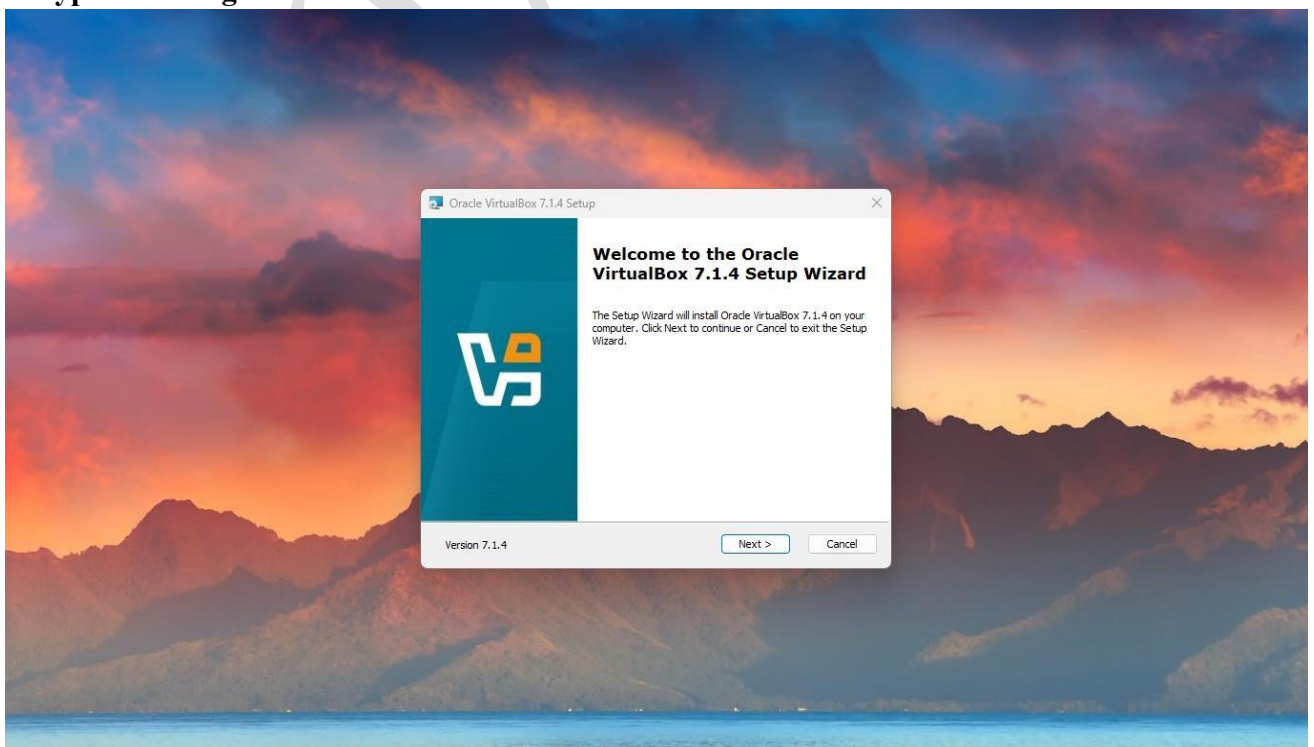 Oracle VirtualBox 7.1.4 Setup
Welcome to the Oracle
VirtualBox 7.1.4 Setup Wizard
The Setup Wizard will install Oracle VirtualBox 7.1.4 on your
computer. Click Next to continue or Cancel to exit the Setup
Wizard.
Version 7.1.4
Next >
Cancel